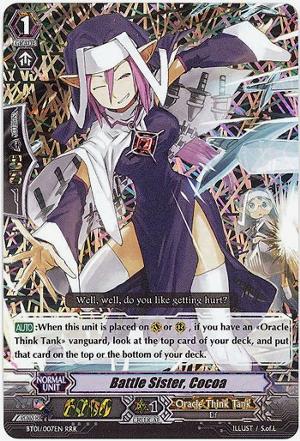 1
Well, well, do you like getting hurt?
AUTO :When this unit is placed on or , if you have an «Oracle
Think Tank» vanguard, look at the top card of your deck, and put
that card on the top or the bottom of your deck.
NORMAL
UNIT
Battle Sister, Cocoa
1
CRITICAL
Oracle Think Tank
Elf
BT01/007EN RRR
ILLUST / S.of.L